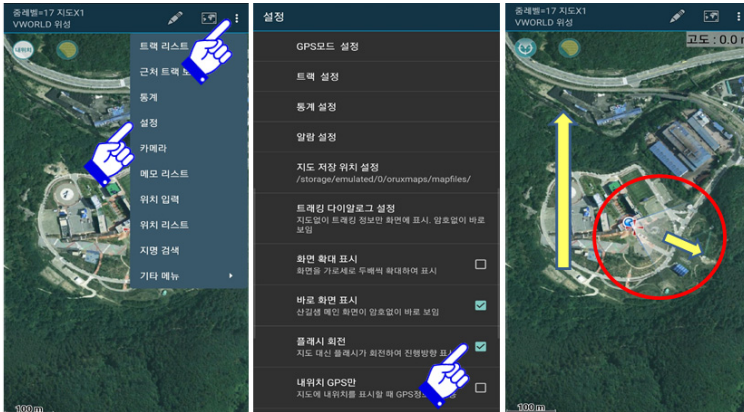 줌레벨=17 지도X1
VWORLD 위성
내위치
트랙 리스트
근처 트랙
통계
설정
카메라
메모 리스트
위치 입력
위치 리스트
지명 검색
기타 메뉴
100 m
설정
GPS모드 설정
트랙 설정
통계 설정
알람 설정
지도 저장 위치 설정
/storage/emulated/0/oruxmaps/mapfiles/
트래킹 다이알로그 설정
지도없이 트래킹 정보만 화면에 표시. 암호없이 바로
보임
화면 확대 표시
화면을 가로세로 두배씩 확대하여 표시
바로 화면 표시
산길샘 메인 화면이 암호없이 바로 보임
플래시 회전
지도 대신 플래시가 회전하여 진행방향
내위치 GPS만
지도에 내위치를 표시할 때
줌레벨=17 지도X1
VWORLD 위성
고도 : 0.0
100 m